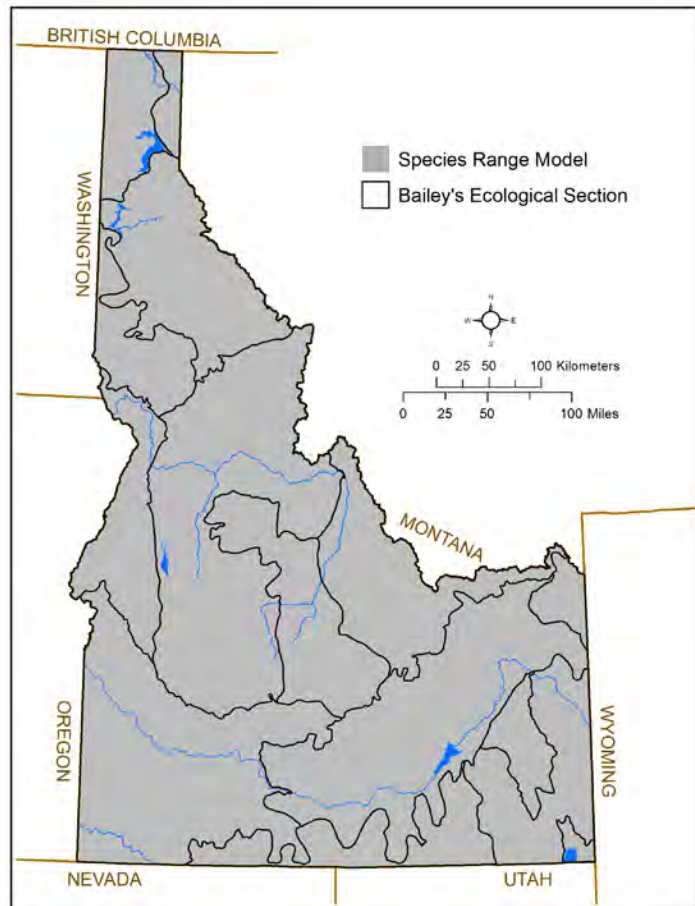 BRITISH COLUMBIA
WASHINGTON
Species Range Model
Bailey's Ecological Section
N
W E
S
0 25 50 100 Kilometers
0 25 50 100 Miles
MONTANA
OREGON
WYOMING
NEVADA
UTAH